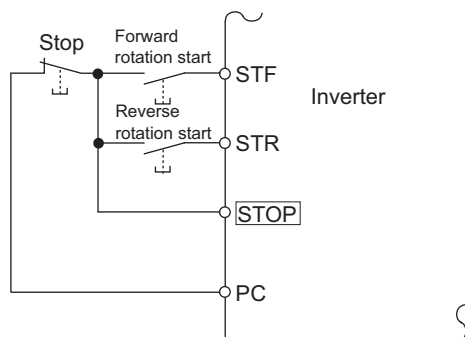 Stop
Forward
rotation start
STF
Inverter
Reverse
rotation start
STR
STOP
PC